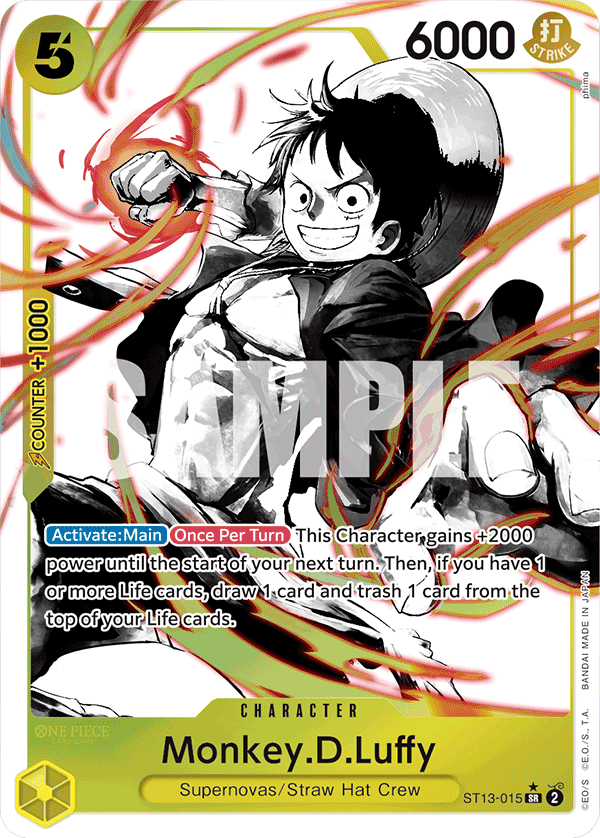 5
6000
打
STRIKE
phima
COUNTER +1000
SAMPLE
Activate:Main Once Per Turn This Character gains +2000
power until the start of your next turn. Then, if you have 1
or more Life cards, draw 1 card and trash 1 card from the
top of your Life cards.
©E.O./S., T.A. BANDAI MADE IN JAPAN
©EO/S
CHARACTER
ONE PIECE
CARD GAME
Monkey.D.Luffy
Supernovas/Straw Hat Crew
ST13-015 SR 2